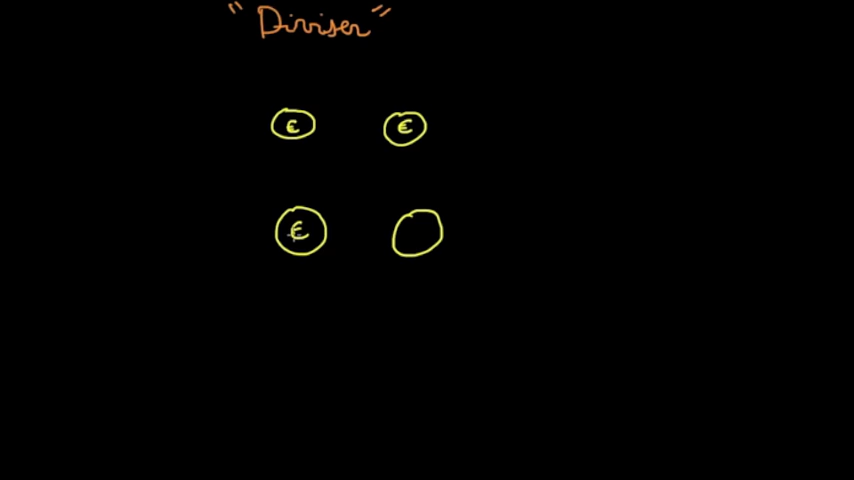 "Diviser"
€ €
€